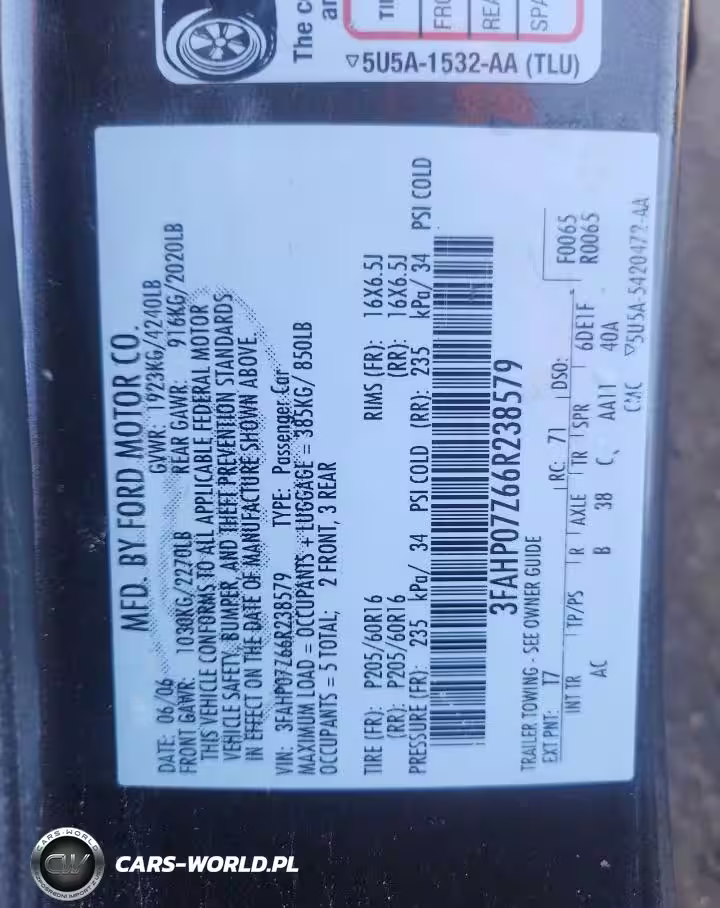 The co
an
TI
FRO
REA
SPA
▽5U5A-1532-AA (TLU)
MFD. BY FORD MOTOR CO.
DATE: 06/06 GVWR: 1923KG/4240LB
FRONT GAWR: 1030KG/2270LB REAR GAWR: 916KG/2020LB
THIS VEHICLE CONFORMS TO ALL APPLICABLE FEDERAL MOTOR
VEHICLE SAFETY, BUMPER, AND THEFT PREVENTION STANDARDS
IN EFFECT ON THE DATE OF MANUFACTURE SHOWN ABOVE.
VIN: 3FAHP07Z66R238579 TYPE: Passenger Car
MAXIMUM LOAD = OCCUPANTS + LUGGAGE = 385KG/ 850LB
OCCUPANTS = 5 TOTAL; 2 FRONT, 3 REAR
TIRE (FR): P205/60R16 RIMS (FR): 16X6.5J
(RR): P205/60R16 (RR): 16X6.5J
PRESSURE (FR): 235 kPa/ 34 PSI COLD (RR): 235 kPa/ 34 PSI COLD
3FAHP07Z66R238579
TRAILER TOWING - SEE OWNER GUIDE
EXT PNT: T7 RC: 71 DSO: F0065
R0065
INT TR TP/PS R AXLE TR SPR 6DE1F
AC B 38 C, AA11 40A
CMC ▽5U5A-5420472-AA
CARS-WORLD
CW
CARS-WORLD.PL